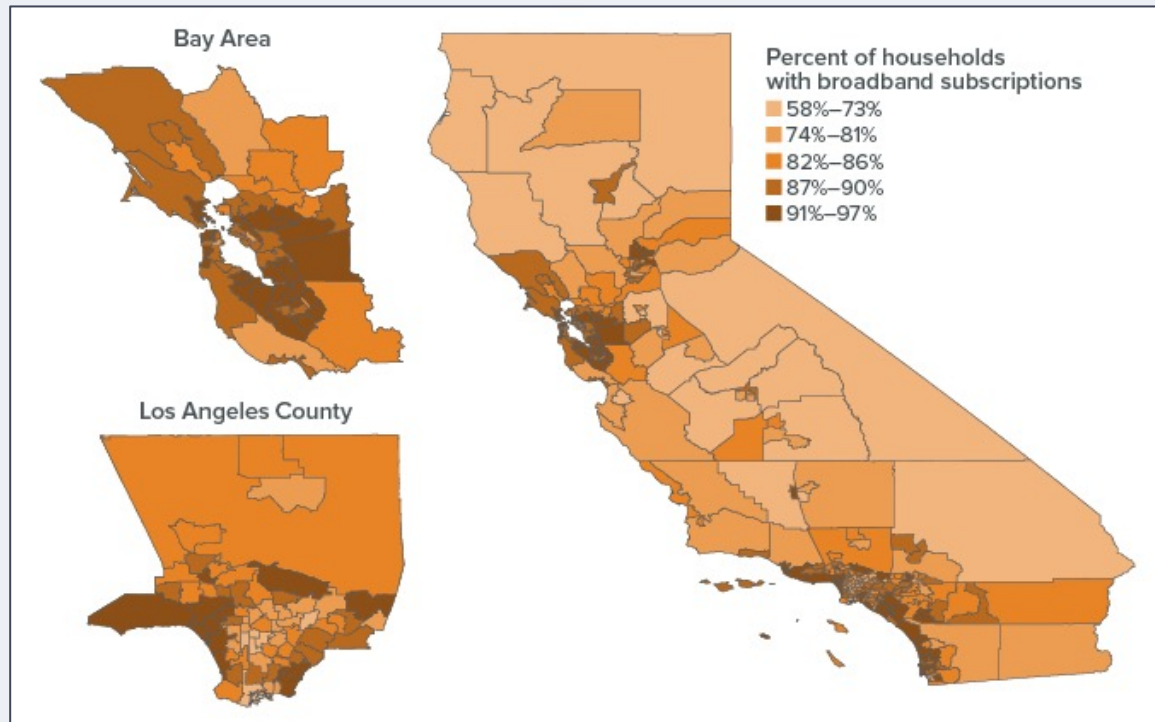 Bay Area
Percent of households
with broadband subscriptions
58%–73%
74%–81%
82%–86%
87%–90%
91%–97%
Los Angeles County